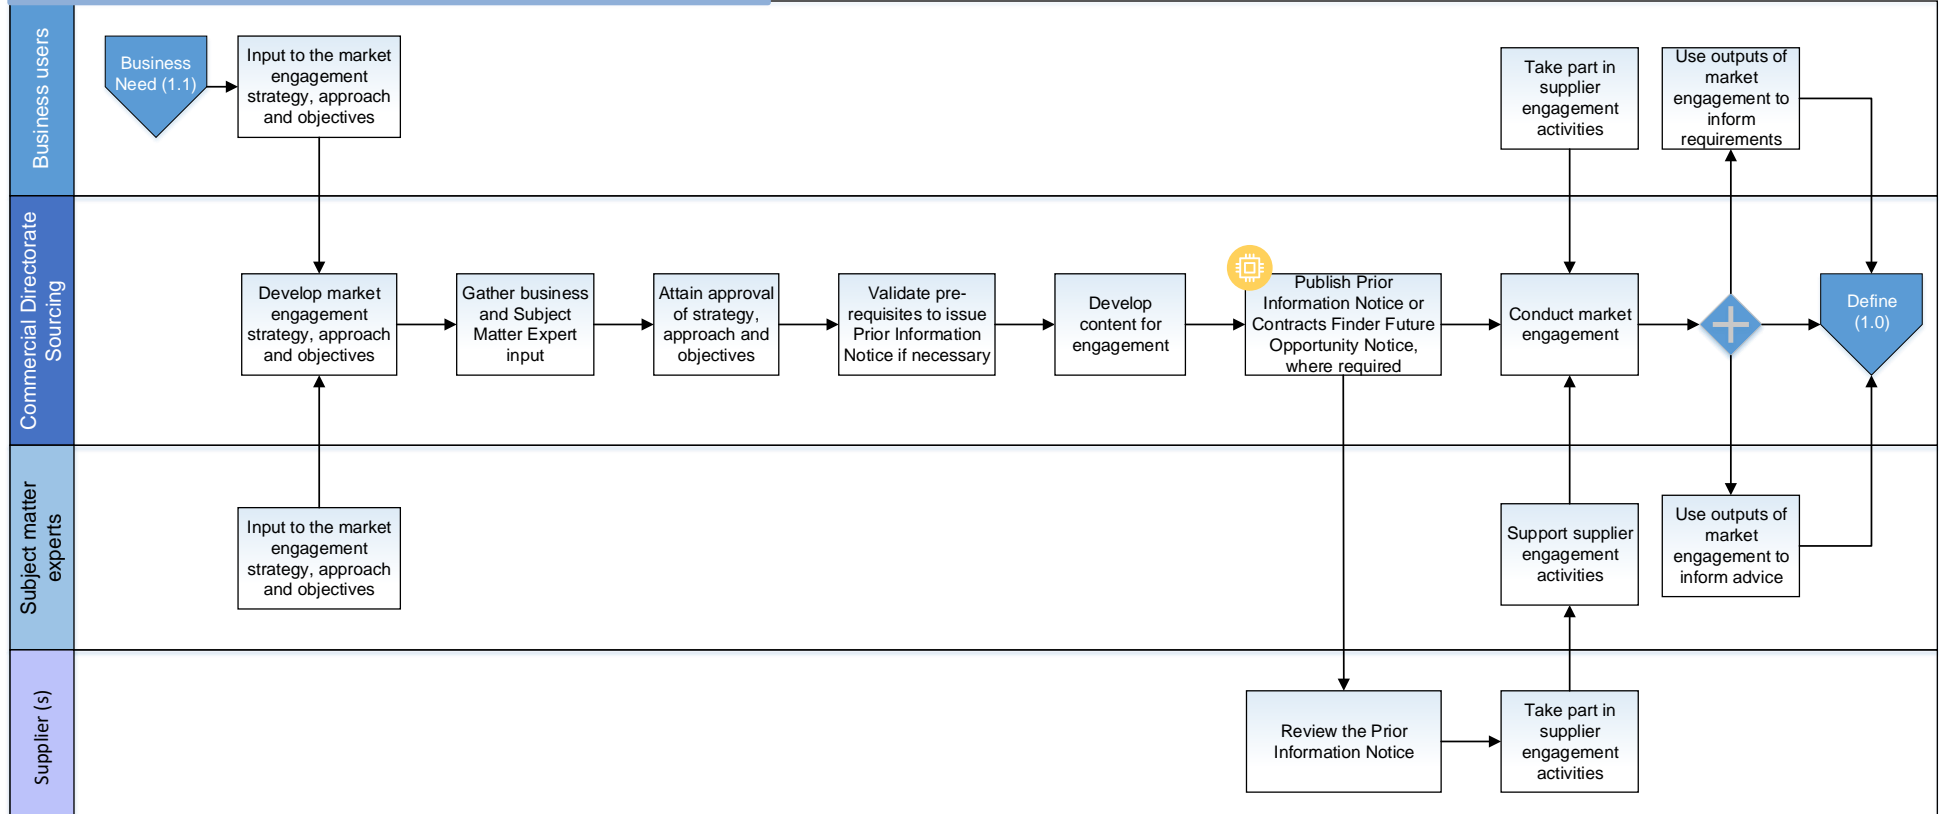 Business users
Business
Need (1.1)
Input to the market
engagement
strategy, approach
and objectives
Take part in
supplier
engagement
activities
Use outputs of
market
engagement to
inform
requirements
Commercial Directorate
Sourcing
Develop market
engagement
strategy, approach
and objectives
Gather business
and Subject
Matter Expert
input
Attain approval
of strategy,
approach and
objectives
Validate pre-
requisites to issue
Prior Information
Notice if necessary
Develop
content for
engagement
Publish Prior
Information Notice or
Contracts Finder Future
Opportunity Notice,
where required
Conduct market
engagement
Define
(1.0)
Subject matter
experts
Input to the market
engagement
strategy, approach
and objectives
Support supplier
engagement
activities
Use outputs of
market
engagement to
inform advice
Supplier (s)
Review the Prior
Information Notice
Take part in
supplier
engagement
activities